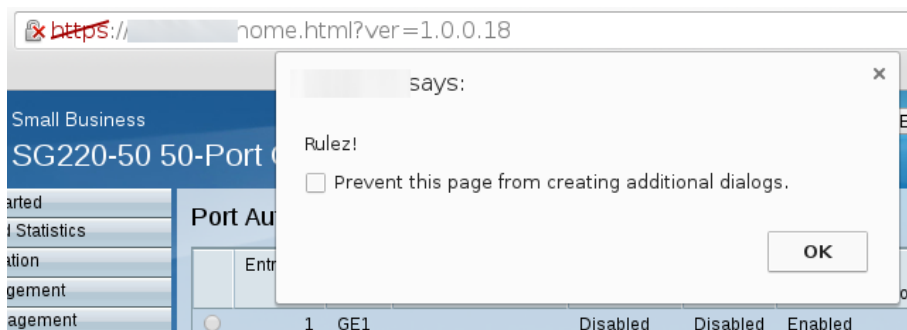 https:// home.html?ver=1.0.0.18
says:
Small Business
SG220-50 50-Port
Rulez!
Prevent this page from creating additional dialogs.
OK
arted
Statistics
ation
gement
agement
Port Au
Entr
1 GE1 Disabled Disabled Enabled